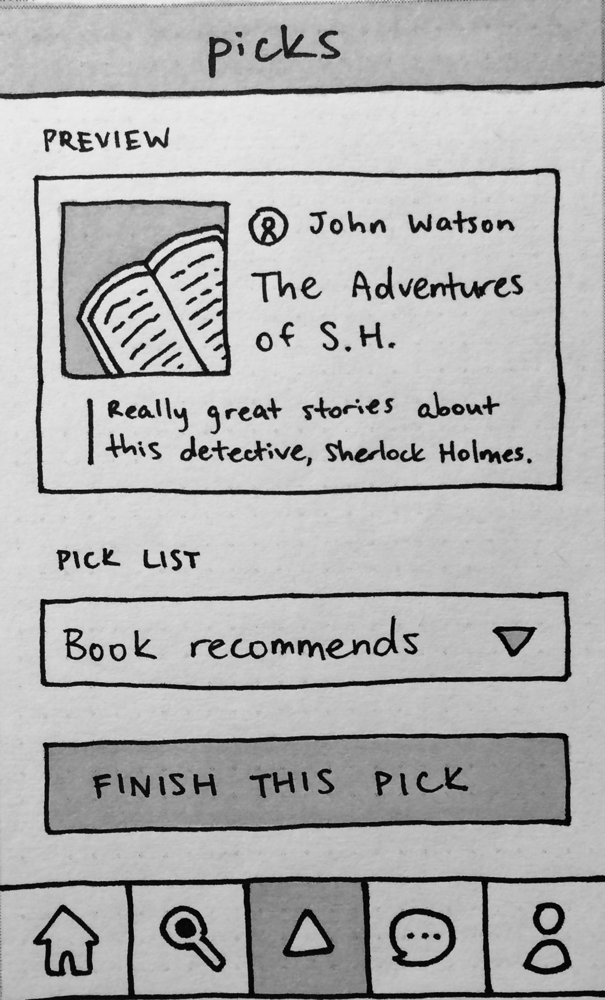 picks
PREVIEW
John Watson
The Adventures
of S.H.
Really great stories about
this detective, Sherlock Holmes.
PICK LIST
Book recommends
FINISH THIS PICK